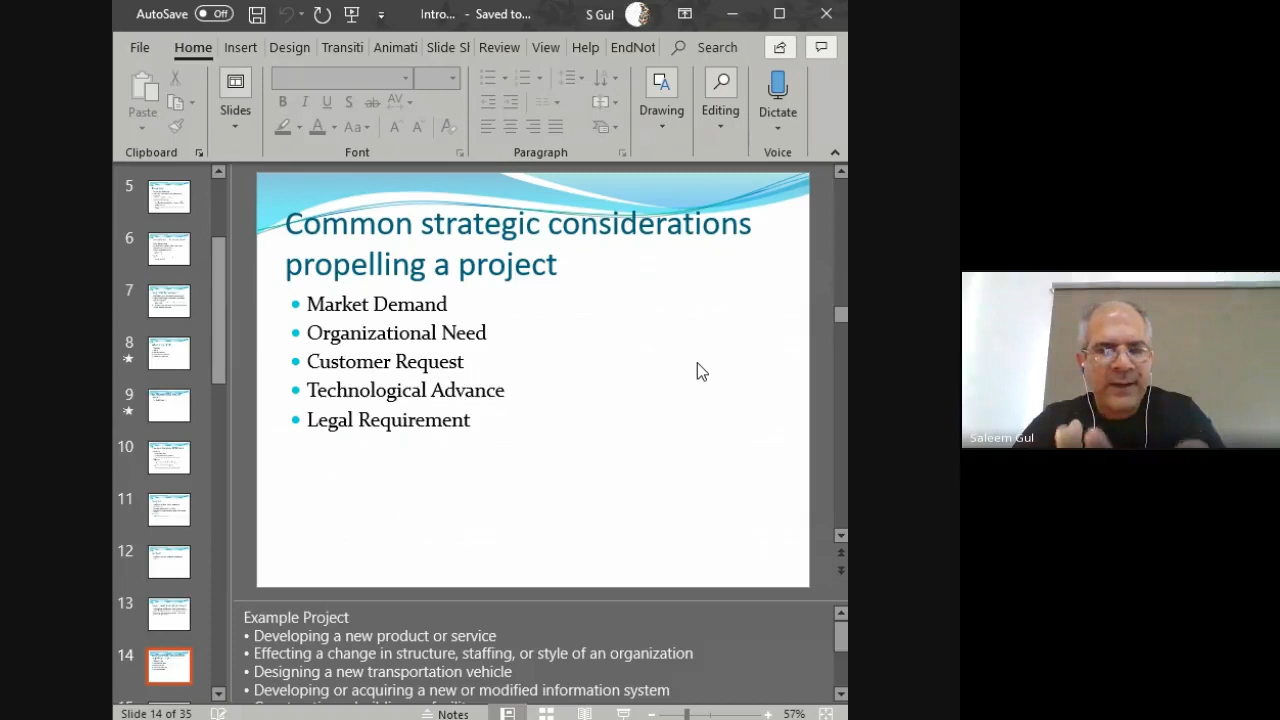 AutoSave Off Intro... - Saved to... S Gul
File Home Insert Design Transiti Animati Slide Sh Review View Help EndNot Search
Paste
Slides
Drawing
Editing
Dictate
B I U S ab AV
A Aa A A
Clipboard Font Paragraph Voice
5
6
7
8
9
10
11
12
13
14
Common strategic considerations
propelling a project
• Market Demand
• Organizational Need
• Customer Request
• Technological Advance
• Legal Requirement
Saleem Gul
Example Project
• Developing a new product or service
• Effecting a change in structure, staffing, or style of an organization
• Designing a new transportation vehicle
• Developing or acquiring a new or modified information system
Slide 14 of 35 Notes 57%